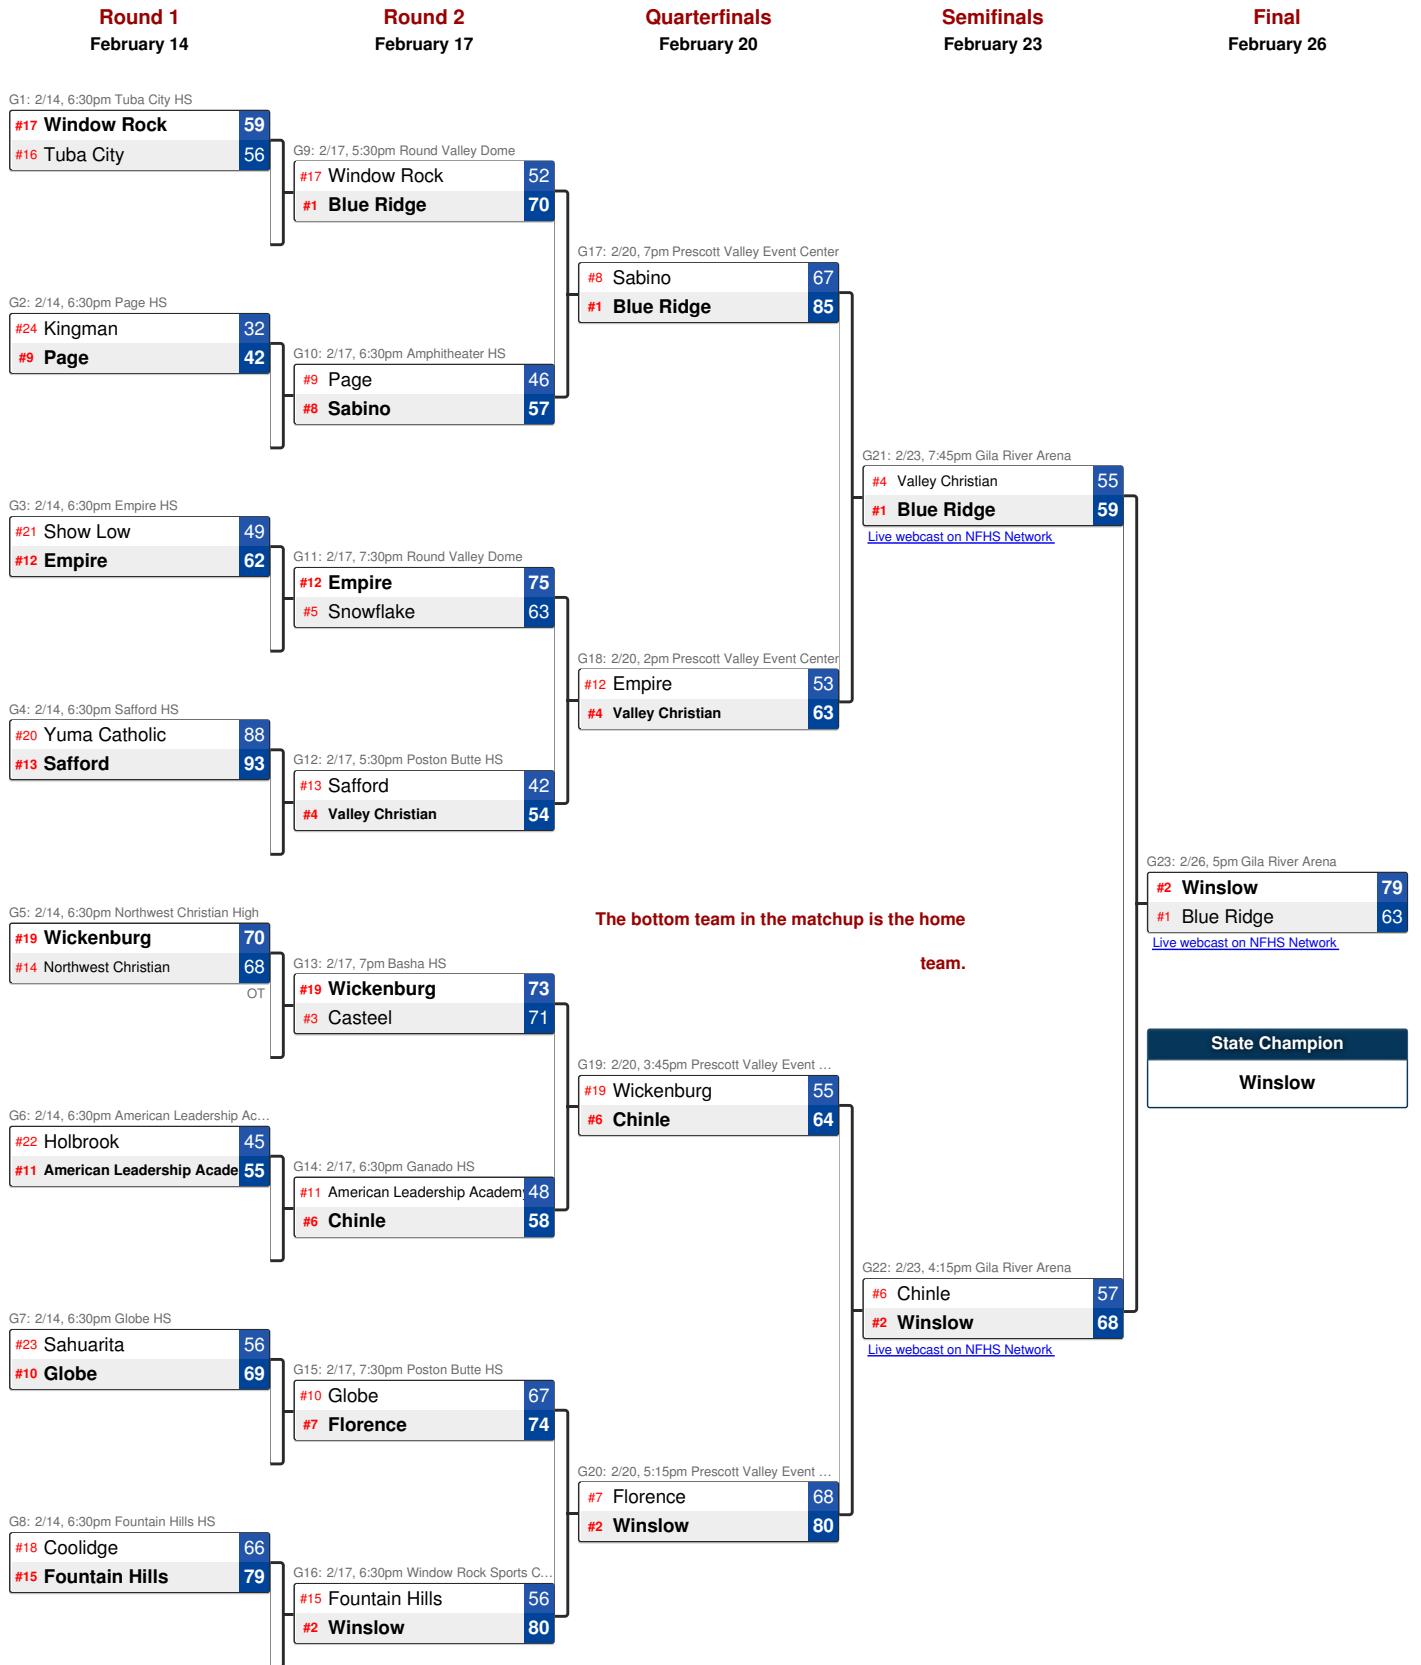 Round 1
February 14
Round 2
February 17
Quarterfinals
February 20
Semifinals
February 23
Final
February 26
G1: 2/14, 6:30pm Tuba City HS
#17 Window Rock 59
#16 Tuba City 56
G2: 2/14, 6:30pm Page HS
#24 Kingman 32
#9 Page 42
G3: 2/14, 6:30pm Empire HS
#21 Show Low 49
#12 Empire 62
G4: 2/14, 6:30pm Safford HS
#20 Yuma Catholic 88
#13 Safford 93
G5: 2/14, 6:30pm Northwest Christian High
#19 Wickenburg 70
#14 Northwest Christian 68
OT
G6: 2/14, 6:30pm American Leadership Ac...
#22 Holbrook 45
#11 American Leadership Acade 55
G7: 2/14, 6:30pm Globe HS
#23 Sahuarita 56
#10 Globe 69
G8: 2/14, 6:30pm Fountain Hills HS
#18 Coolidge 66
#15 Fountain Hills 79
G9: 2/17, 5:30pm Round Valley Dome
#17 Window Rock 52
#1 Blue Ridge 70
G10: 2/17, 6:30pm Amphitheater HS
#9 Page 46
#8 Sabino 57
G11: 2/17, 7:30pm Round Valley Dome
#12 Empire 75
#5 Snowflake 63
G12: 2/17, 5:30pm Poston Butte HS
#13 Safford 42
#4 Valley Christian 54
G13: 2/17, 7pm Basha HS
#19 Wickenburg 73
#3 Casteel 71
G14: 2/17, 6:30pm Ganado HS
#11 American Leadership Academy 48
#6 Chinle 58
G15: 2/17, 7:30pm Poston Butte HS
#10 Globe 67
#7 Florence 74
G16: 2/17, 6:30pm Window Rock Sports C...
#15 Fountain Hills 56
#2 Winslow 80
G17: 2/20, 7pm Prescott Valley Event Center
#8 Sabino 67
#1 Blue Ridge 85
G18: 2/20, 2pm Prescott Valley Event Center
#12 Empire 53
#4 Valley Christian 63
The bottom team in the matchup is the home
team.
G19: 2/20, 3:45pm Prescott Valley Event ...
#19 Wickenburg 55
#6 Chinle 64
G20: 2/20, 5:15pm Prescott Valley Event ...
#7 Florence 68
#2 Winslow 80
G21: 2/23, 7:45pm Gila River Arena
#4 Valley Christian 55
#1 Blue Ridge 59
Live webcast on NFHS Network
G22: 2/23, 4:15pm Gila River Arena
#6 Chinle 57
#2 Winslow 68
Live webcast on NFHS Network
G23: 2/26, 5pm Gila River Arena
#2 Winslow 79
#1 Blue Ridge 63
Live webcast on NFHS Network
State Champion
Winslow